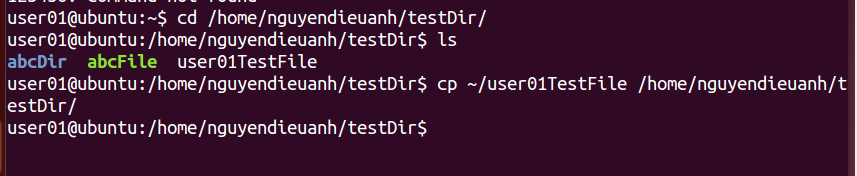 user01@ubuntu:~$ cd /home/nguyendieuanh/testDir/
user01@ubuntu:/home/nguyendieuanh/testDir$ ls
abcDir  abcFile  user01TestFile
user01@ubuntu:/home/nguyendieuanh/testDir$ cp ~/user01TestFile /home/nguyendieuanh/t
estDir/
user01@ubuntu:/home/nguyendieuanh/testDir$